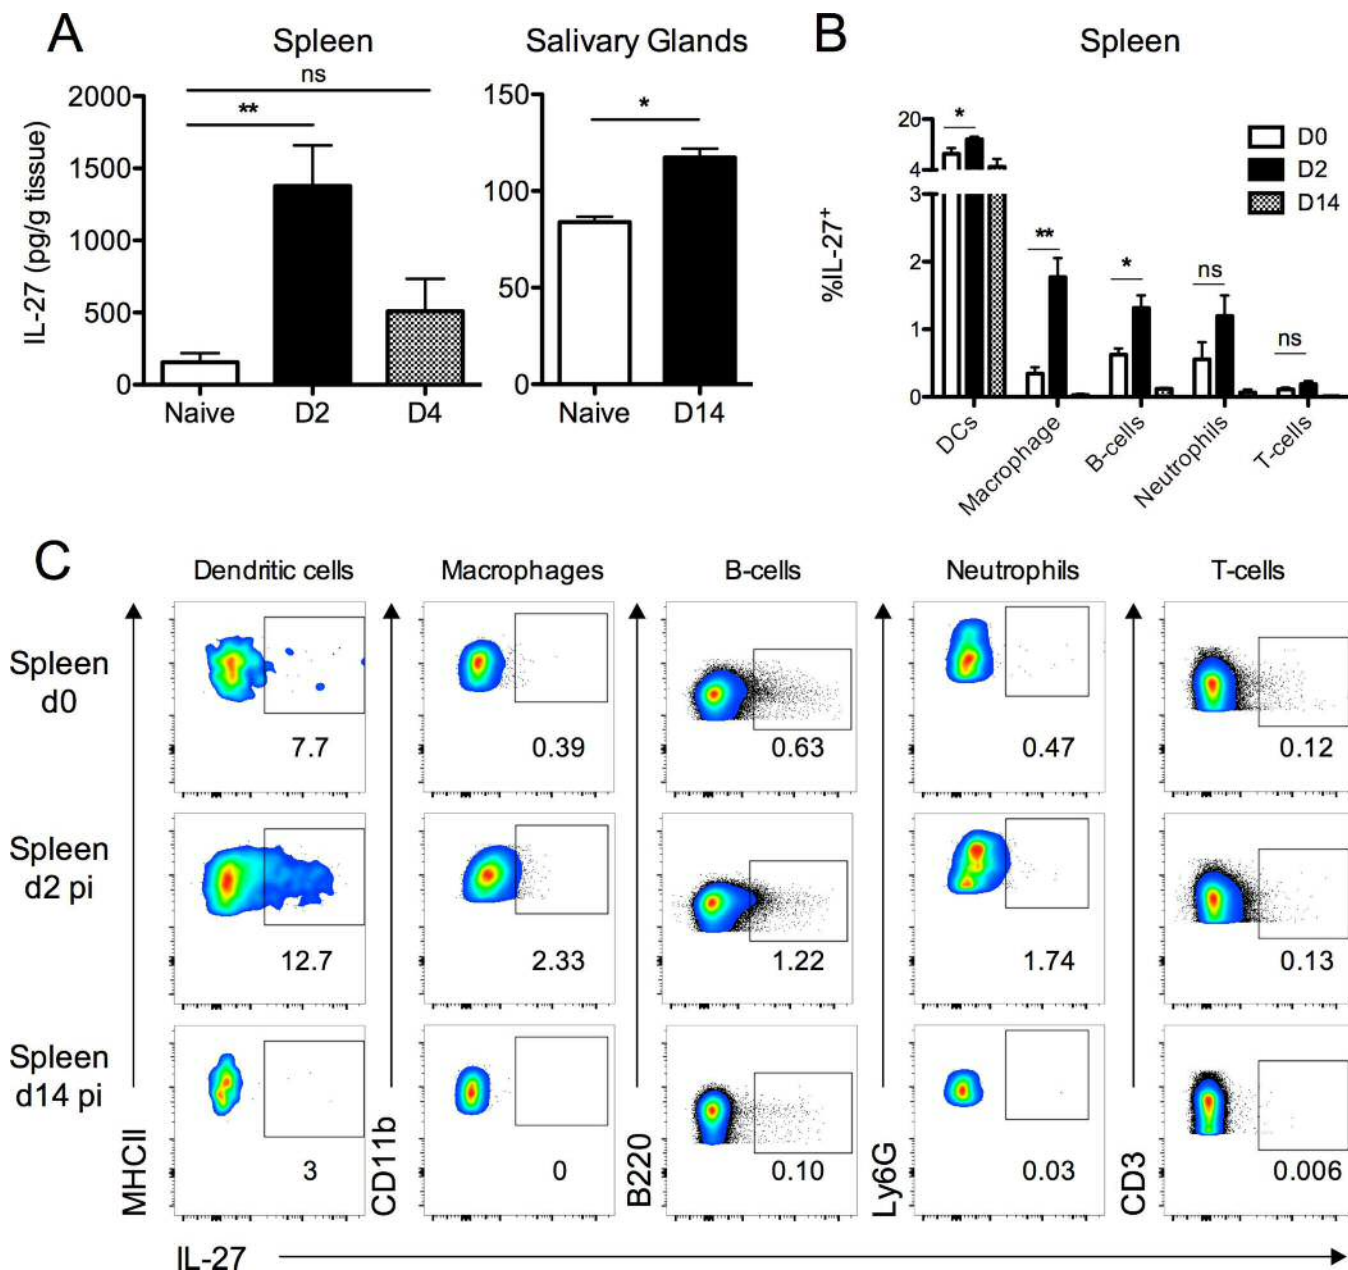 A
Spleen
Salivary Glands
ns
**
*
IL-27 (pg/g tissue)
2000
1500
1000
500
0
Naive
D2
D4
150
100
50
0
Naive
D14
B
Spleen
%IL-27+
20
4
3
2
1
0
*
**
*
ns
ns
D0
D2
D14
DCs
Macrophage
B-cells
Neutrophils
T-cells
C
Dendritic cells
Macrophages
B-cells
Neutrophils
T-cells
Spleen
d0
7.7
0.39
0.63
0.47
0.12
Spleen
d2 pi
12.7
2.33
1.22
1.74
0.13
Spleen
d14 pi
3
0
0.10
0.03
0.006
MHCII
CD11b
B220
Ly6G
CD3
IL-27